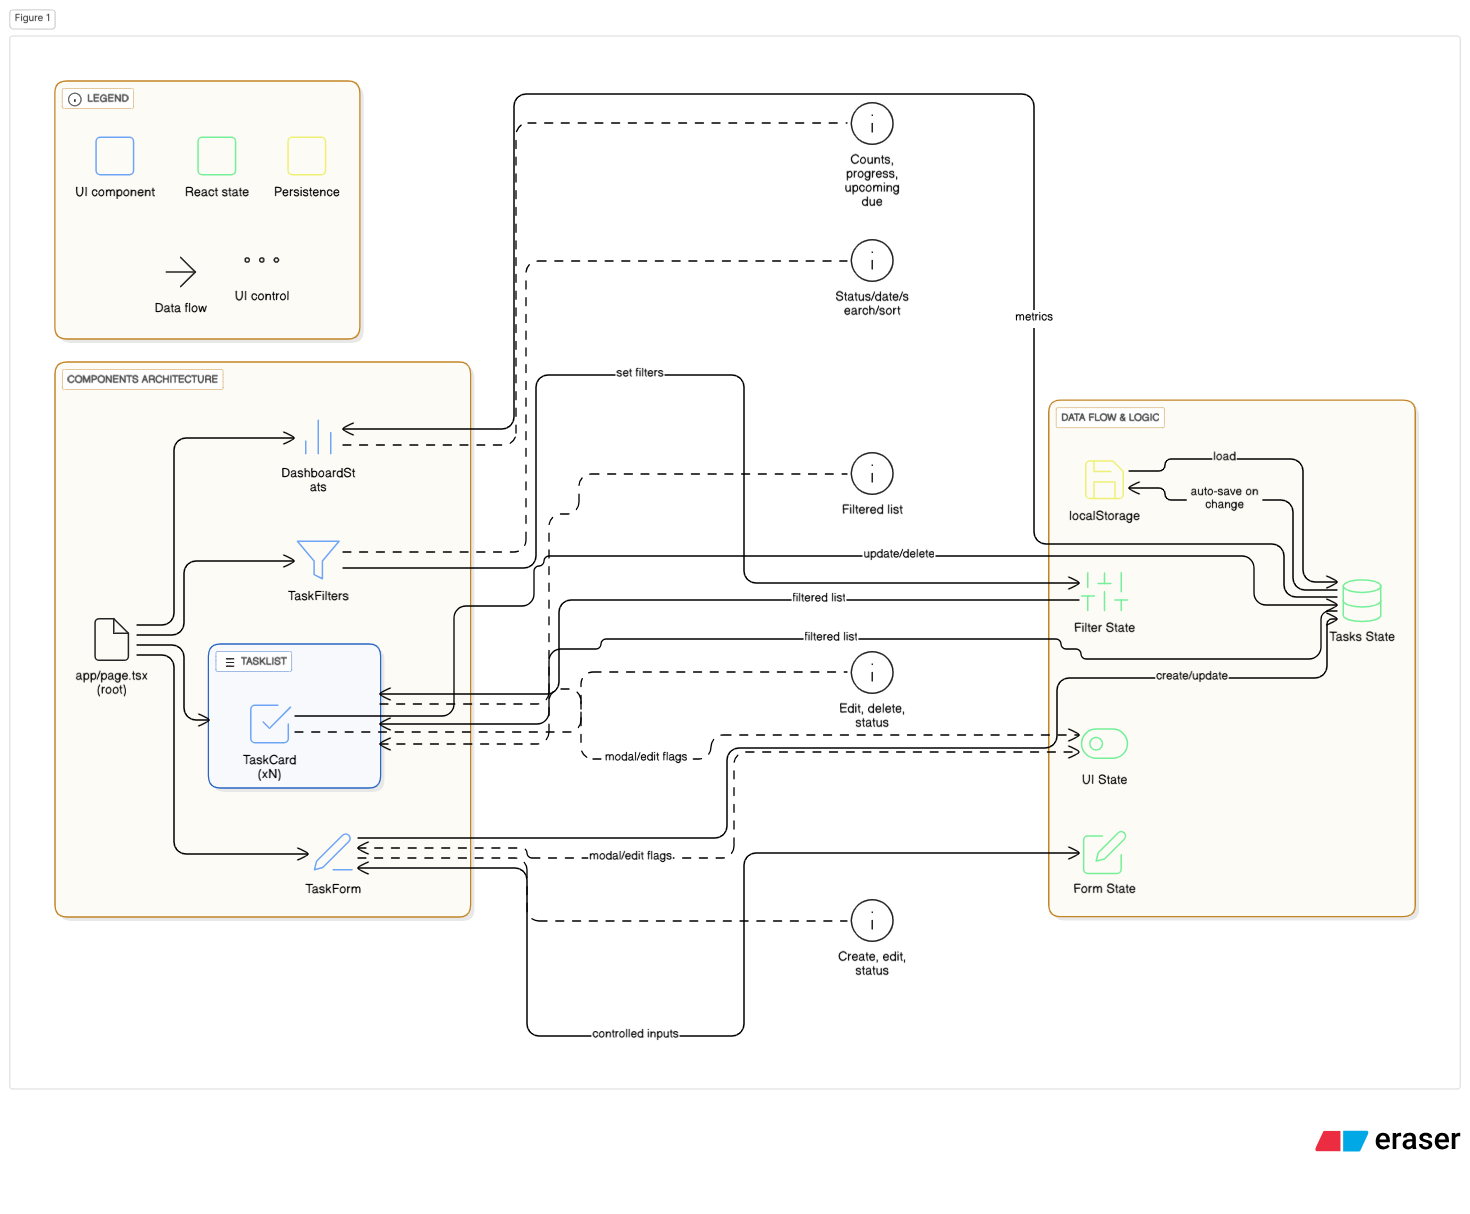 Figure 1
LEGEND
UI component
React state
Persistence
Data flow
UI control
Counts,
progress,
upcoming
due
Status/date/s
earch/sort
metrics
COMPONENTS ARCHITECTURE
set filters
DATA FLOW & LOGIC
DashboardSt
ats
Filtered list
load
auto-save on
change
localStorage
update/delete
TaskFilters
filtered list
Filter State
Tasks State
filtered list
app/page.tsx
(root)
TASKLIST
create/update
Edit, delete,
status
TaskCard
(xN)
modal/edit flags
UI State
modal/edit flags
TaskForm
Form State
Create, edit,
status
controlled inputs
eraser